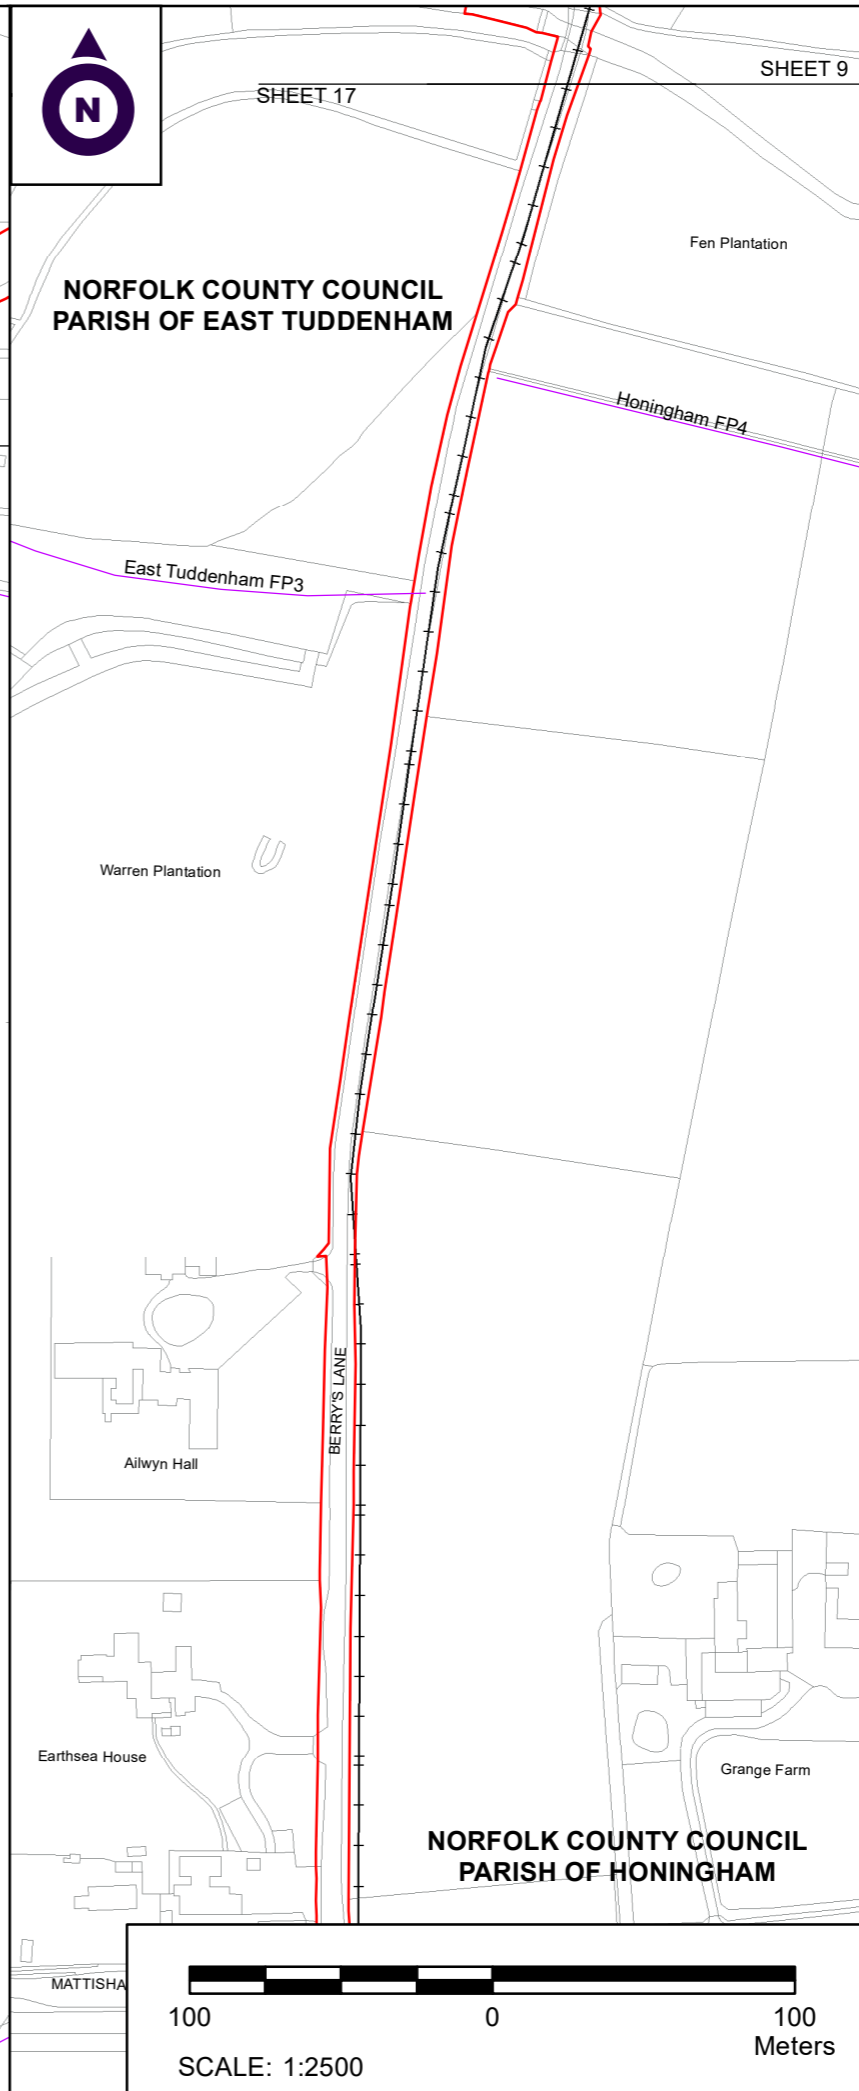 N
SHEET 9
SHEET 17
Fen Plantation
NORFOLK COUNTY COUNCIL
PARISH OF EAST TUDDENHAM
Honingham FP4
East Tuddenham FP3
Warren Plantation
BERRY'S LANE
Ailwyn Hall
Earthsea House
Grange Farm
NORFOLK COUNTY COUNCIL
PARISH OF HONINGHAM
MATTISHA
100 0 100
Meters
SCALE: 1:2500